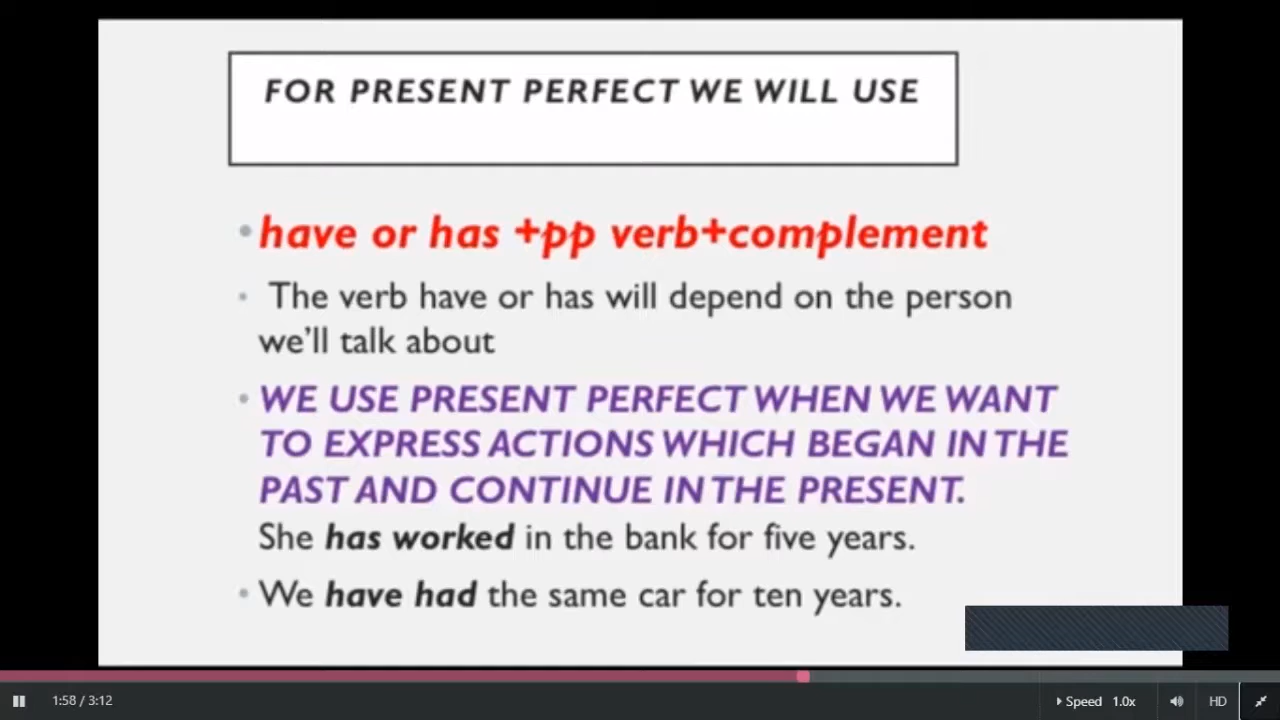 FOR PRESENT PERFECT WE WILL USE
• have or has +pp verb+complement
• The verb have or has will depend on the person
we'll talk about
• WE USE PRESENT PERFECT WHEN WE WANT
TO EXPRESS ACTIONS WHICH BEGAN IN THE
PAST AND CONTINUE IN THE PRESENT.
She has worked in the bank for five years.
• We have had the same car for ten years.
1:58 / 3:12
Speed 1.0x
HD